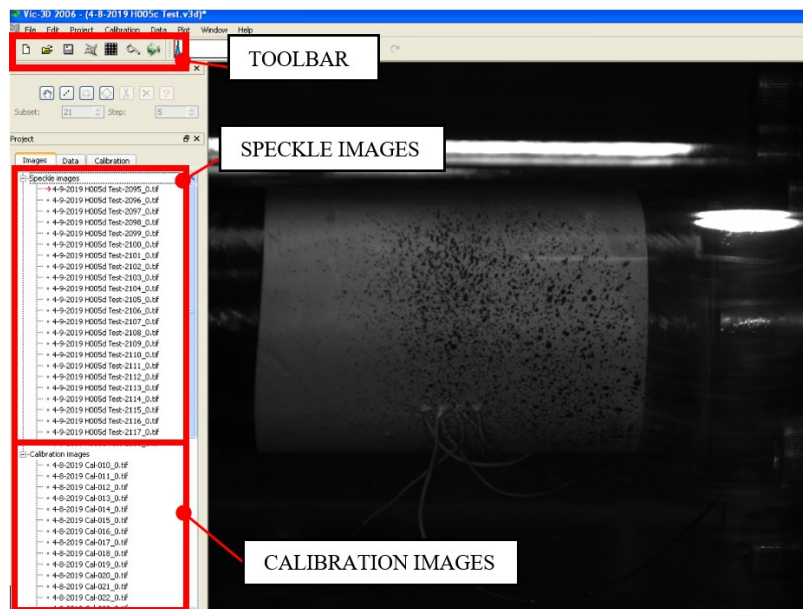 Vic-3D 2006 - (4-8-2019 H005c Test.v3d)*
File Edit Project Calibration Data Plot Window Help
TOOLBAR
Subset: 21 Step: 5
Project
Images Data Calibration
SPECKLE IMAGES
Speckle images
4-9-2019 H005d Test-2095_0.tif
4-9-2019 H005d Test-2096_0.tif
4-9-2019 H005d Test-2097_0.tif
4-9-2019 H005d Test-2098_0.tif
4-9-2019 H005d Test-2099_0.tif
4-9-2019 H005d Test-2100_0.tif
4-9-2019 H005d Test-2101_0.tif
4-9-2019 H005d Test-2102_0.tif
4-9-2019 H005d Test-2103_0.tif
4-9-2019 H005d Test-2104_0.tif
4-9-2019 H005d Test-2105_0.tif
4-9-2019 H005d Test-2106_0.tif
4-9-2019 H005d Test-2107_0.tif
4-9-2019 H005d Test-2108_0.tif
4-9-2019 H005d Test-2109_0.tif
4-9-2019 H005d Test-2110_0.tif
4-9-2019 H005d Test-2111_0.tif
4-9-2019 H005d Test-2112_0.tif
4-9-2019 H005d Test-2113_0.tif
4-9-2019 H005d Test-2114_0.tif
4-9-2019 H005d Test-2115_0.tif
4-9-2019 H005d Test-2116_0.tif
4-9-2019 H005d Test-2117_0.tif
Calibration images
4-8-2019 Cal-010_0.tif
4-8-2019 Cal-011_0.tif
4-8-2019 Cal-012_0.tif
4-8-2019 Cal-013_0.tif
4-8-2019 Cal-014_0.tif
4-8-2019 Cal-015_0.tif
4-8-2019 Cal-016_0.tif
4-8-2019 Cal-017_0.tif
4-8-2019 Cal-018_0.tif
4-8-2019 Cal-019_0.tif
4-8-2019 Cal-020_0.tif
4-8-2019 Cal-021_0.tif
4-8-2019 Cal-022_0.tif
CALIBRATION IMAGES